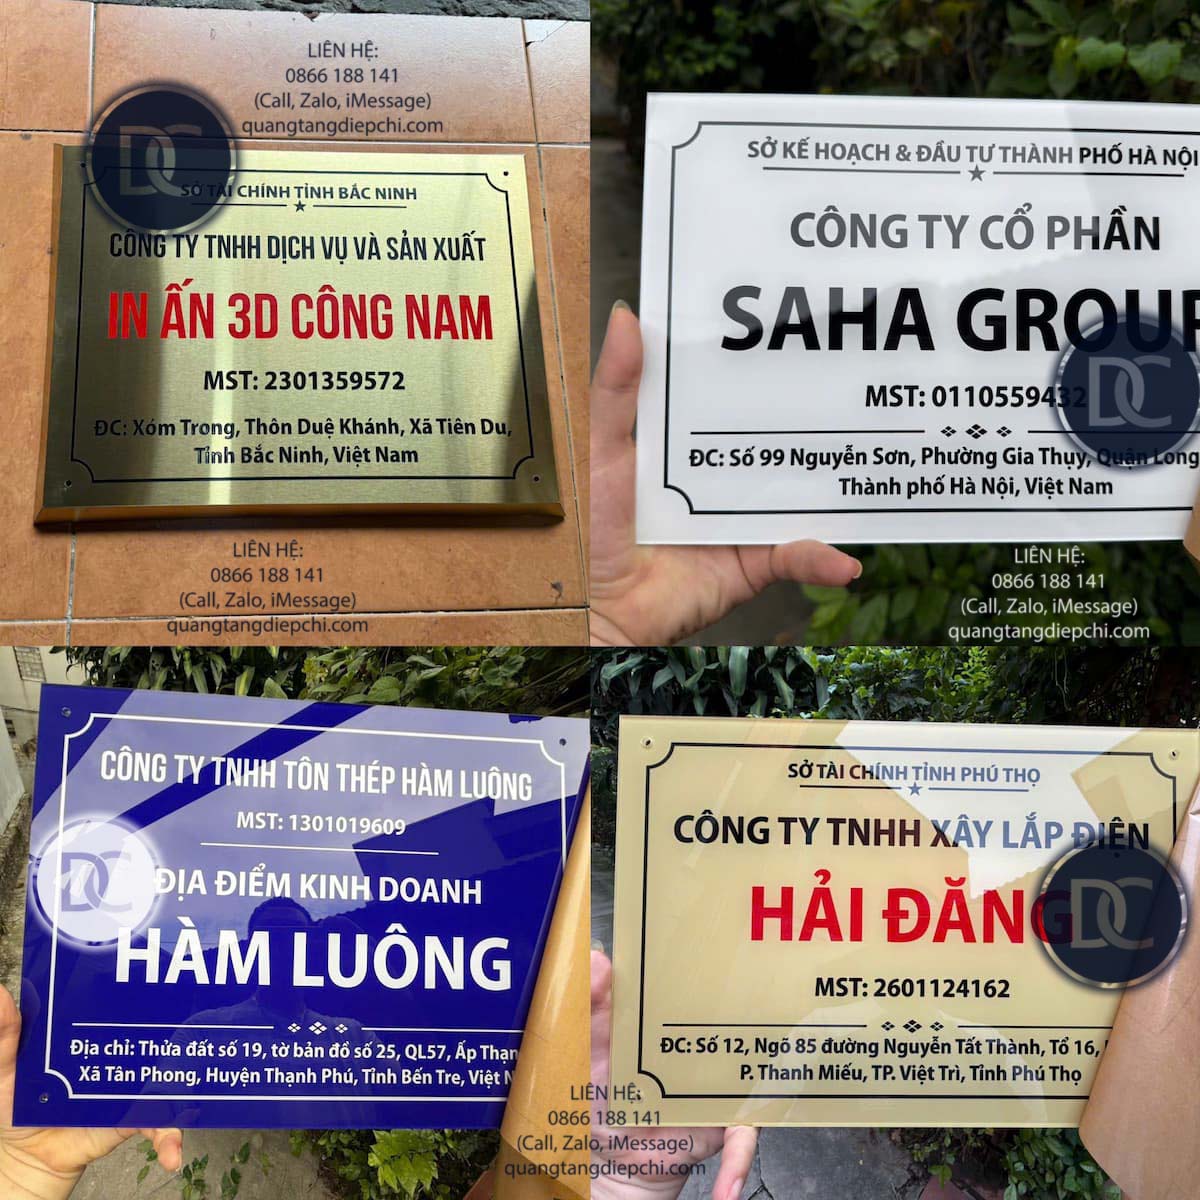 LIÊN HỆ:
0866 188 141
(Call, Zalo, iMessage)
quangtangdiepchi.com
DC
SỞ TÀI CHÍNH TỈNH BẮC NINH
CÔNG TY TNHH DỊCH VỤ VÀ SẢN XUẤT
IN ẤN 3D CÔNG NAM
MST: 2301359572
ĐC: Xóm Trong, Thôn Duệ Khánh, Xã Tiên Du,
Tỉnh Bắc Ninh, Việt Nam
LIÊN HỆ:
0866 188 141
(Call, Zalo, iMessage)
quangtangdiepchi.com
SỞ KẾ HOẠCH & ĐẦU TƯ THÀNH PHỐ HÀ NỘI
CÔNG TY CỔ PHẦN
SAHA GROUP
MST: 0110559432
DC
ĐC: Số 99 Nguyễn Sơn, Phường Gia Thụy, Quận Long
Thành phố Hà Nội, Việt Nam
LIÊN HỆ:
0866 188 141
(Call, Zalo, iMessage)
quangtangdiepchi.com
CÔNG TY TNHH TÔN THÉP HÀM LUÔNG
MST: 1301019609
DC
ĐỊA ĐIỂM KINH DOANH
HÀM LUÔNG
Địa chỉ: Thửa đất số 19, tờ bản đồ số 25, QL57, Ấp Thạn
Xã Tân Phong, Huyện Thạnh Phú, Tỉnh Bến Tre, Việt N
SỞ TÀI CHÍNH TỈNH PHÚ THỌ
CÔNG TY TNHH XÂY LẮP ĐIỆN
HẢI ĐĂNG
DC
MST: 2601124162
ĐC: Số 12, Ngõ 85 đường Nguyễn Tất Thành, Tổ 16,
P. Thanh Miếu, TP. Việt Trì, Tỉnh Phú Thọ
LIÊN HỆ:
0866 188 141
(Call, Zalo, iMessage)
quangtangdiepchi.com